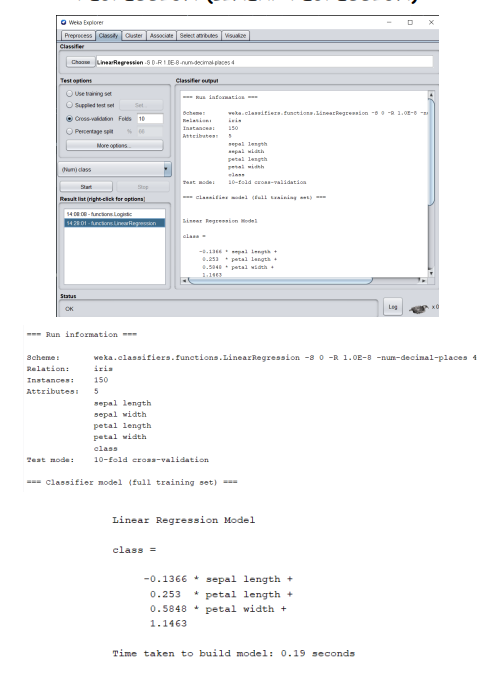 Weka Explorer
Preprocess Classify Cluster Associate Select attributes Visualize
Classifier
Choose LinearRegression -S 0 -R 1.0E-8 -num-decimal-places 4
Test options
Use training set
Supplied test set Set...
Cross-validation Folds 10
Percentage split % 66
More options...
(Num) class
Start Stop
Result list (right-click for options)
14:08:08 - functions.Logistic
14:28:01 - functions.LinearRegression
Classifier output
=== Run information ===
Scheme: weka.classifiers.functions.LinearRegression -S 0 -R 1.0E-8 -nu
Relation: iris
Instances: 150
Attributes: 5
sepal length
sepal width
petal length
petal width
class
Test mode: 10-fold cross-validation
=== Classifier model (full training set) ===
Linear Regression Model
class =
-0.1366 * sepal length +
0.253 * petal length +
0.5848 * petal width +
1.1463
Status
OK
Log
x 0
=== Run information ===
Scheme: weka.classifiers.functions.LinearRegression -S 0 -R 1.0E-8 -num-decimal-places 4
Relation: iris
Instances: 150
Attributes: 5
sepal length
sepal width
petal length
petal width
class
Test mode: 10-fold cross-validation
=== Classifier model (full training set) ===
Linear Regression Model
class =
-0.1366 * sepal length +
0.253 * petal length +
0.5848 * petal width +
1.1463
Time taken to build model: 0.19 seconds